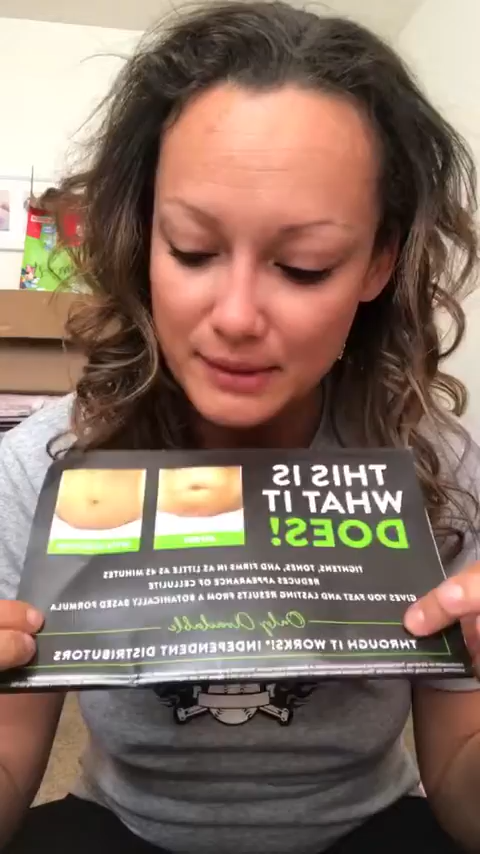 THIS IS
WHAT IT
DOES!
BEFORE
TIGHTENS, TONES, AND FIRMS IN AS LITTLE AS 45 MINUTES
REDUCES APPEARANCE OF CELLULITE
GIVES YOU FAST AND LASTING RESULTS FROM A BOTANICALLY BASED FORMULA
Only Available
THROUGH IT WORKS!® INDEPENDENT DISTRIBUTORS